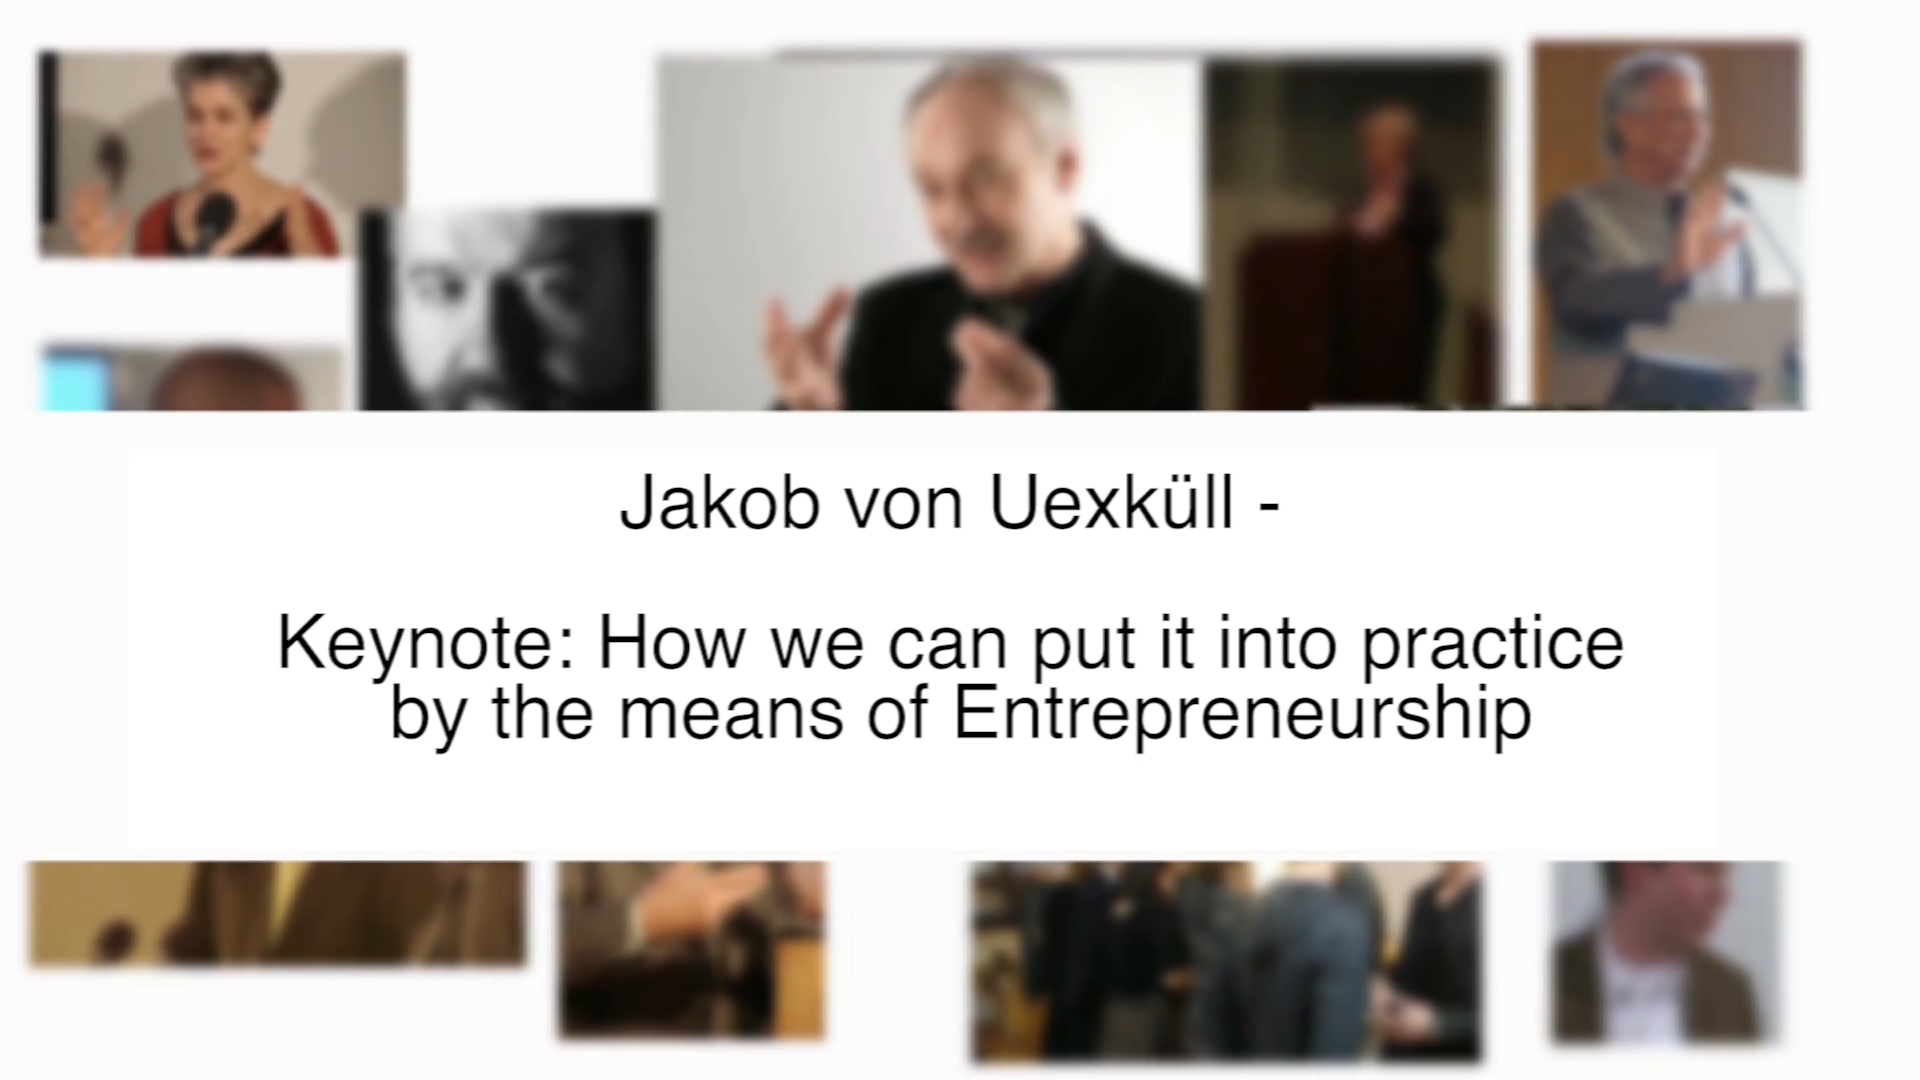 Jakob von Uexküll -
Keynote: How we can put it into practice
by the means of Entrepreneurship